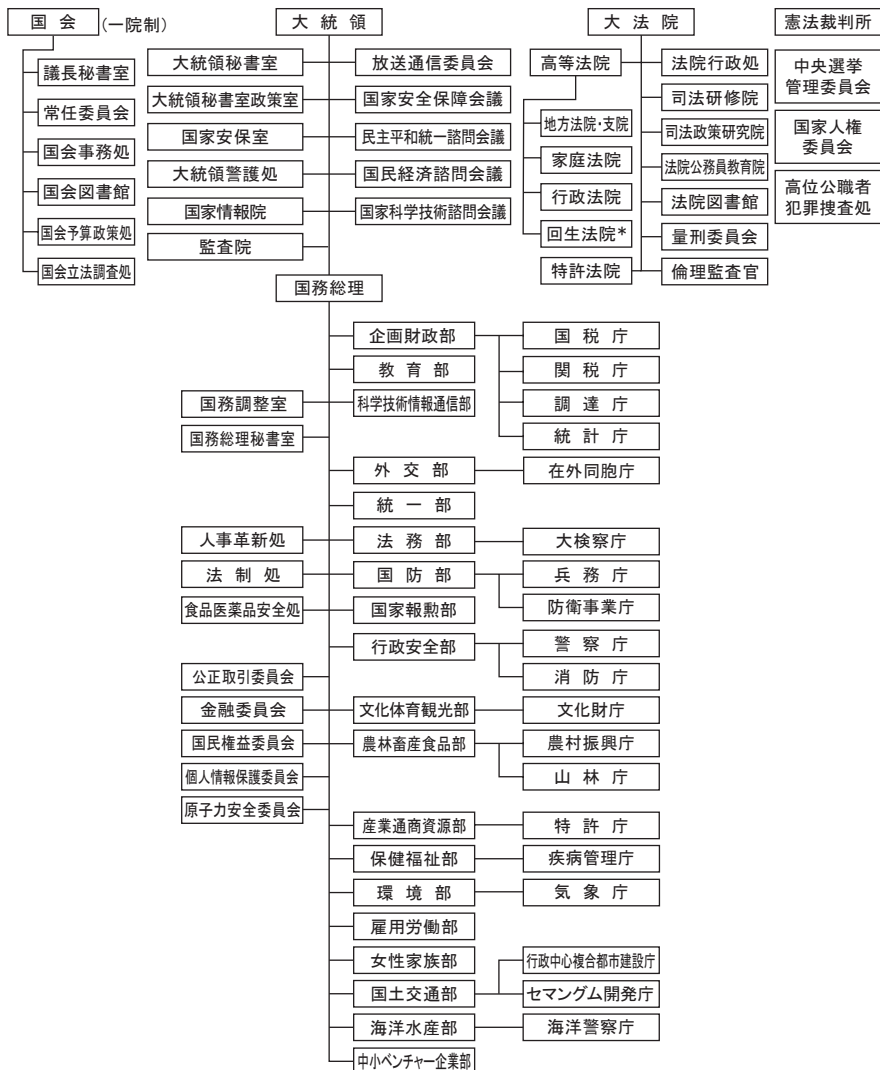 国会 (一院制)
議長秘書室
常任委員会
国会事務処
国会図書館
国会予算政策処
国会立法調査処
大統領
大統領秘書室
放送通信委員会
大統領秘書室政策室
国家安全保障会議
国家安保室
民主平和統一諮問会議
大統領警護処
国民経済諮問会議
国家情報院
国家科学技術諮問会議
監査院
大法院
高等法院
地方法院・支院
家庭法院
行政法院
回生法院*
特許法院
法院行政処
司法研修院
司法政策研究院
法院公務員教育院
法院図書館
量刑委員会
倫理監査官
憲法裁判所
中央選挙
管理委員会
国家人権
委員会
高位公職者
犯罪捜査処
国務総理
企画財政部
国税庁
教育部
関税庁
国務調整室
科学技術情報通信部
調達庁
国務総理秘書室
統計庁
外交部
在外同胞庁
統一部
人事革新処
法務部
大検察庁
法制処
国防部
兵務庁
食品医薬品安全処
国家報勲部
防衛事業庁
行政安全部
警察庁
公正取引委員会
消防庁
金融委員会
文化体育観光部
文化財庁
国民権益委員会
農林畜産食品部
農村振興庁
個人情報保護委員会
山林庁
原子力安全委員会
産業通商資源部
特許庁
保健福祉部
疾病管理庁
環境部
気象庁
雇用労働部
女性家族部
行政中心複合都市建設庁
国土交通部
セマングム開発庁
海洋水産部
海洋警察庁
中小ベンチャー企業部